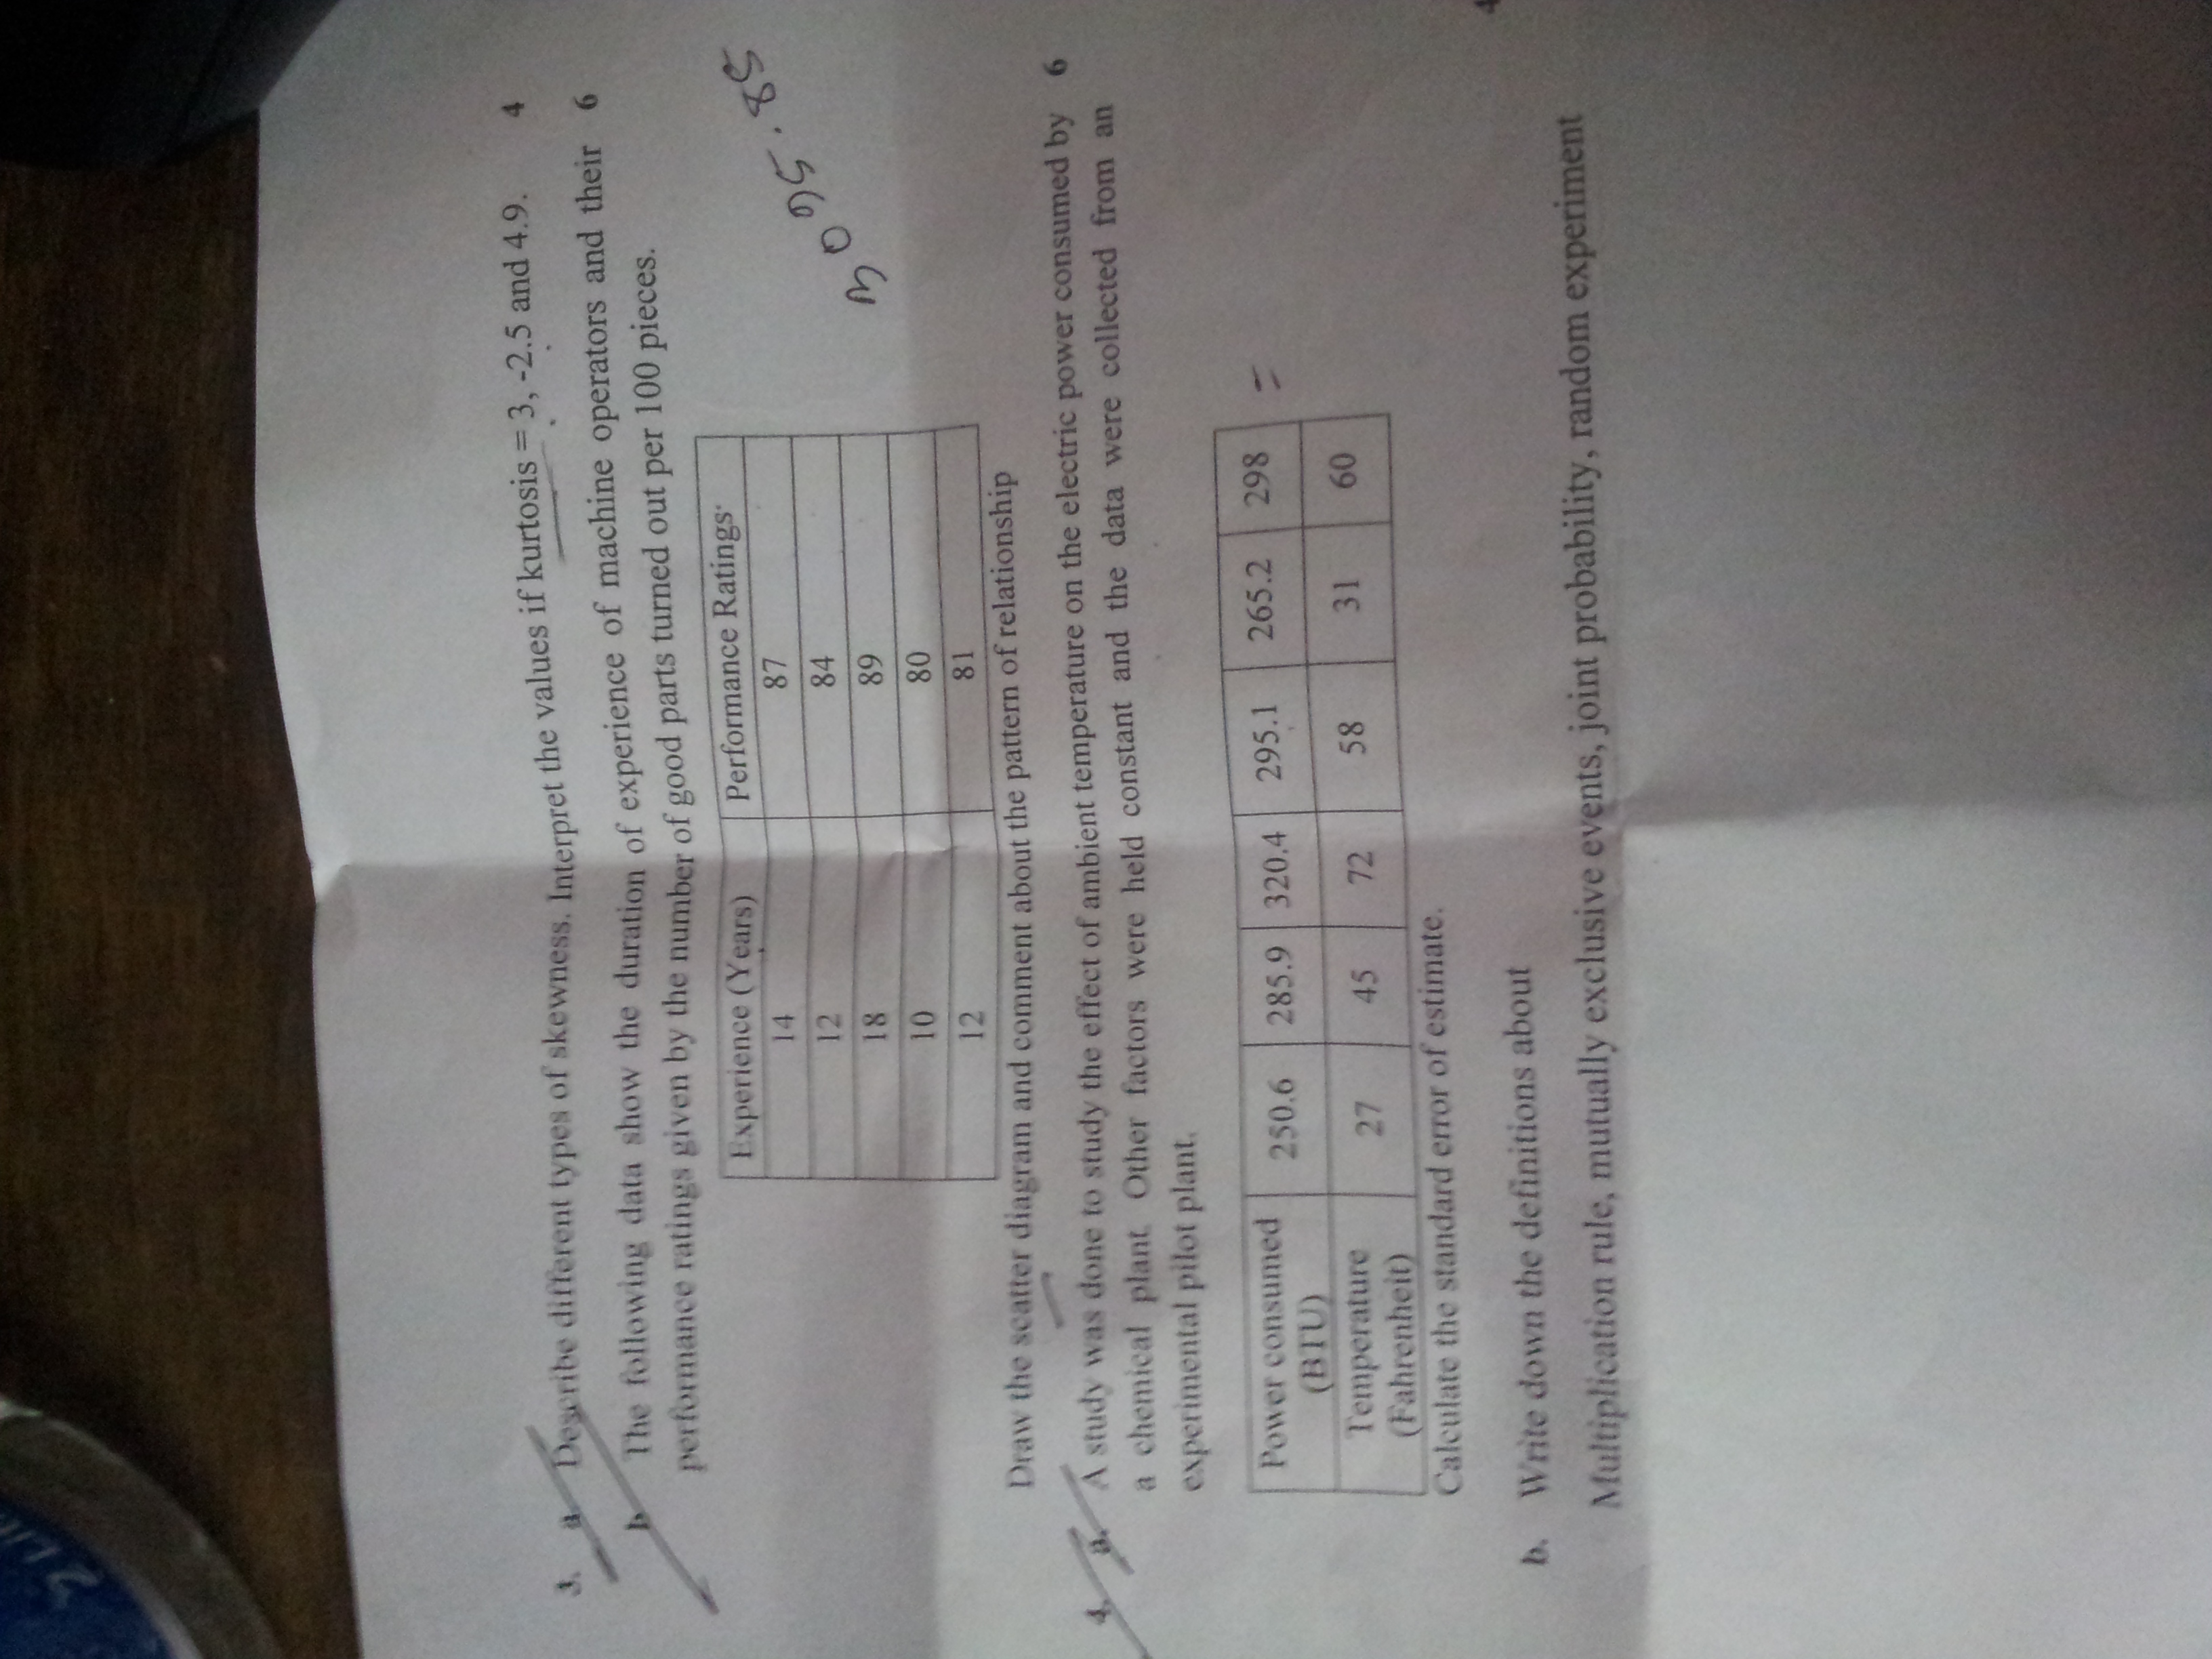 3. a Describe different types of skewness. Interpret the values if kurtosis = 3, -2.5 and 4.9. 4
b The following data show the duration of experience of machine operators and their 6
performance ratings given by the number of good parts turned out per 100 pieces.
Experience (Years) Performance Ratings
14 87
12 84
18 89
10 80
12 81
3095.85
Draw the scatter diagram and comment about the pattern of relationship
4. a. A study was done to study the effect of ambient temperature on the electric power consumed by 6
a chemical plant. Other factors were held constant and the data were collected from an
experimental pilot plant.
Power consumed 250.6 285.9 320.4 295.1 265.2 298 =
(BTU)
Temperature 27 45 72 58 31 60
(Fahrenheit)
Calculate the standard error of estimate.
b. Write down the definitions about
Multiplication rule, mutually exclusive events, joint probability, random experiment